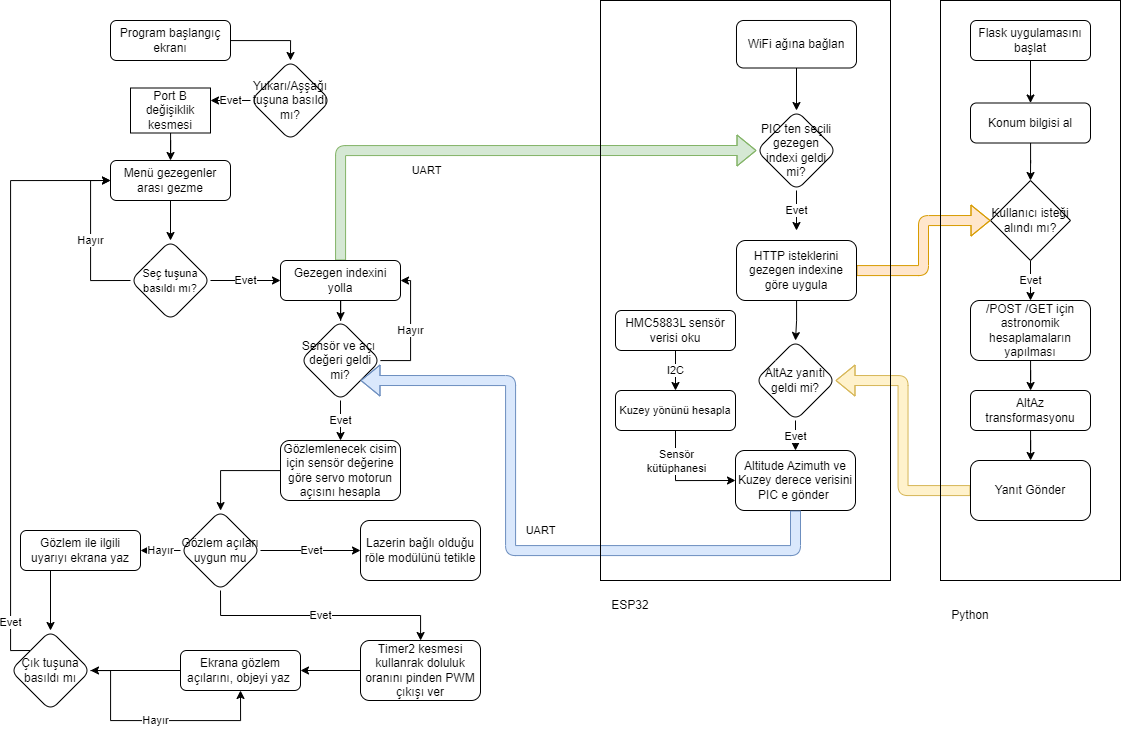 Program başlangıç
ekranı
Yukarı/Aşşağı
tuşuna basıldı
mı?
Evet
Port B
değişiklik
kesmesi
Menü gezegenler
arası gezme
Hayır
Seç tuşuna
basıldı mı?
Evet
Gezegen indexini
yolla
UART
Hayır
Sensör ve açı
değeri geldi
mi?
Evet
Gözlemlenecek cisim
için sensör değerine
göre servo motorun
açısını hesapla
Gözlem açıları
uygun mu
Hayır
Gözlem ile ilgili
uyarıyı ekrana yaz
Evet
Lazerin bağlı olduğu
röle modülünü tetikle
Evet
Timer2 kesmesi
kullanrak doluluk
oranını pinden PWM
çıkışı ver
Ekrana gözlem
açılarını, objeyi yaz
Hayır
Çık tuşuna
basıldı mı
Evet
UART
WiFi ağına bağlan
PIC ten seçili
gezegen
indexi geldi
mi?
Evet
HTTP isteklerini
gezegen indexine
göre uygula
HMC5883L sensör
verisi oku
I2C
Kuzey yönünü hesapla
Sensör
kütüphanesi
AltAz yanıtı
geldi mi?
Evet
Altitude Azimuth ve
Kuzey derece verisini
PIC e gönder
ESP32
Flask uygulamasını
başlat
Konum bilgisi al
Kullanıcı isteği
alındı mı?
Evet
/POST /GET için
astronomik
hesaplamaların
yapılması
AltAz
transformasyonu
Yanıt Gönder
Python